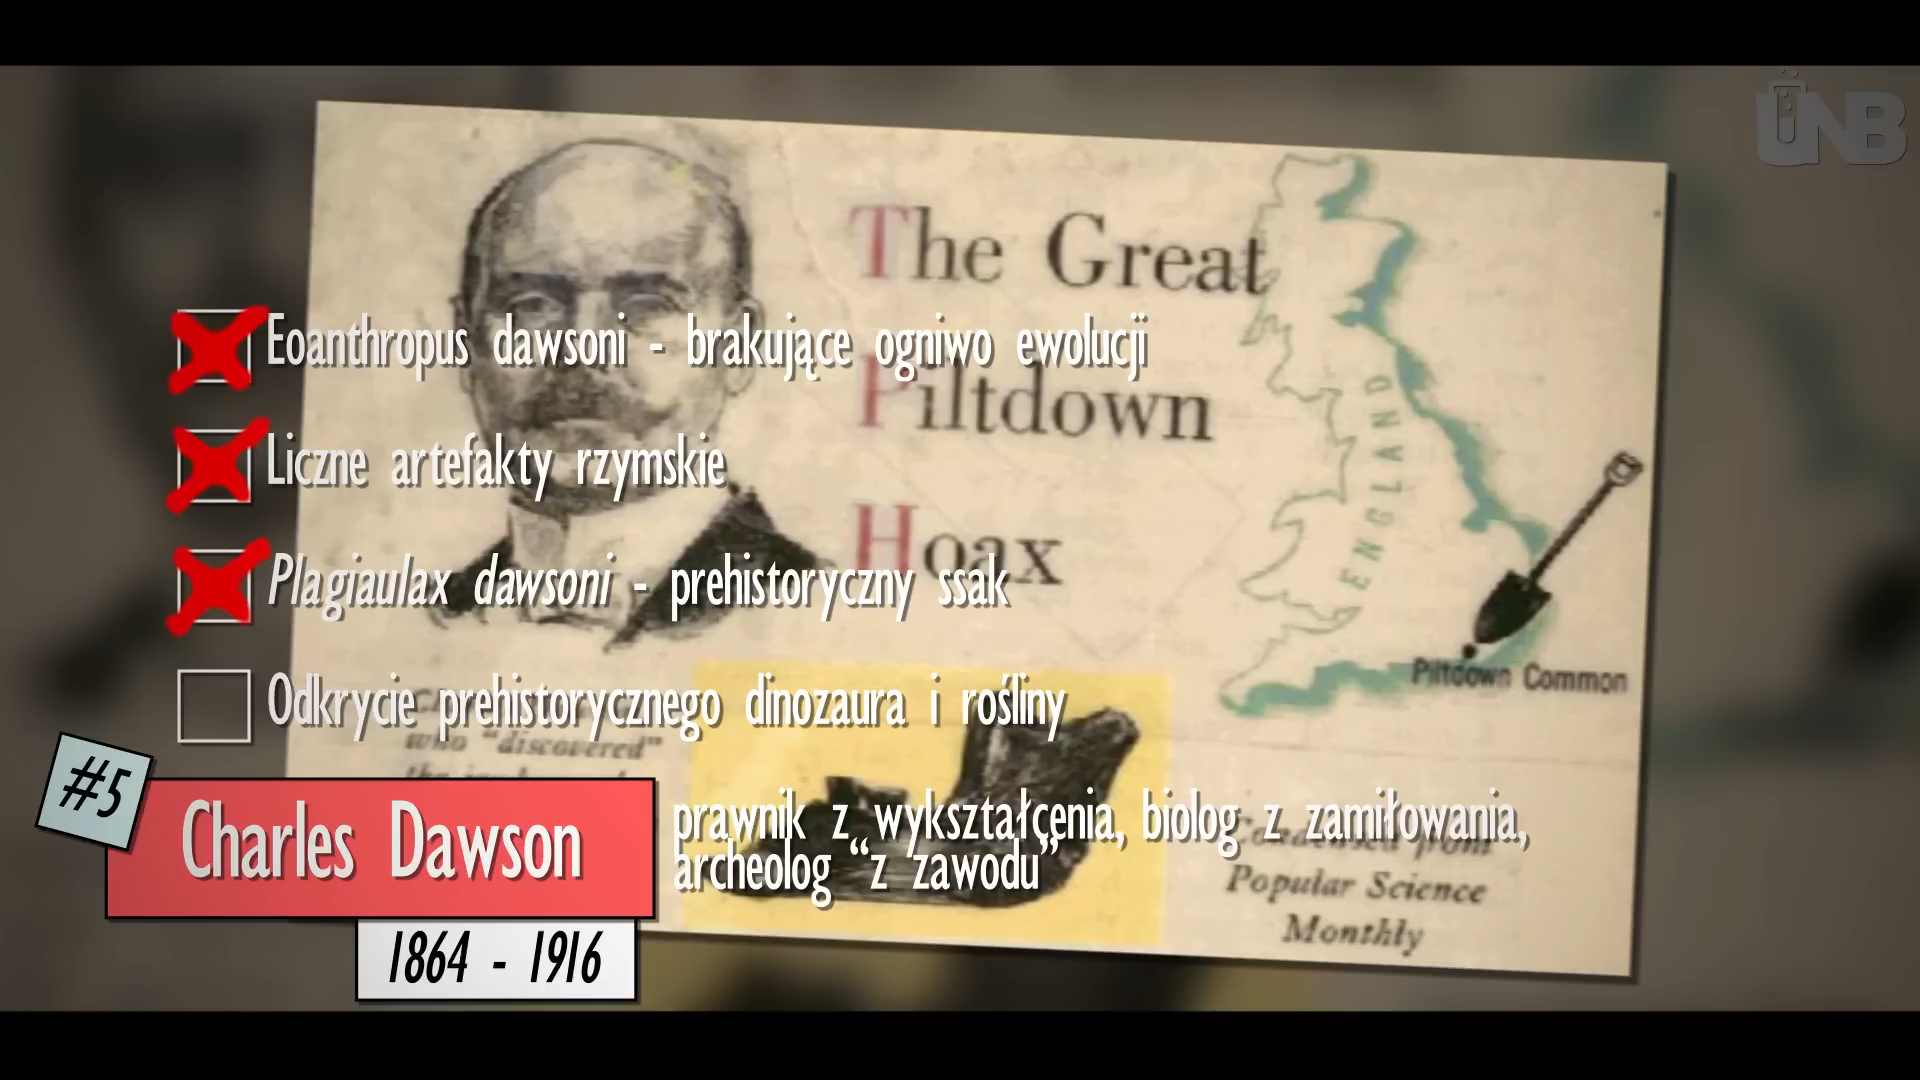 UNB
The Great
Piltdown
Hoax
ENGLAND
Piltdown Common
Eoanthropus dawsoni - brakujące ogniwo ewolucji
Liczne artefakty rzymskie
Plagiaulax dawsoni - prehistoryczny ssak
Odkrycie prehistorycznego dinozaura i rośliny
who "discovered"
#5
Charles Dawson
prawnik z wykształcenia, biolog z zamiłowania,
archeolog “z zawodu”
1864 - 1916
Condensed from
Popular Science
Monthly